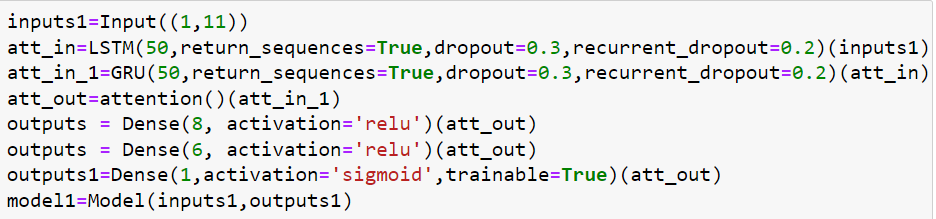 inputs1=Input((1,11))
att_in=LSTM(50,return_sequences=True,dropout=0.3,recurrent_dropout=0.2)(inputs1)
att_in_1=GRU(50,return_sequences=True,dropout=0.3,recurrent_dropout=0.2)(att_in)
att_out=attention()(att_in_1)
outputs = Dense(8, activation='relu')(att_out)
outputs = Dense(6, activation='relu')(att_out)
outputs1=Dense(1,activation='sigmoid',trainable=True)(att_out)
model1=Model(inputs1,outputs1)